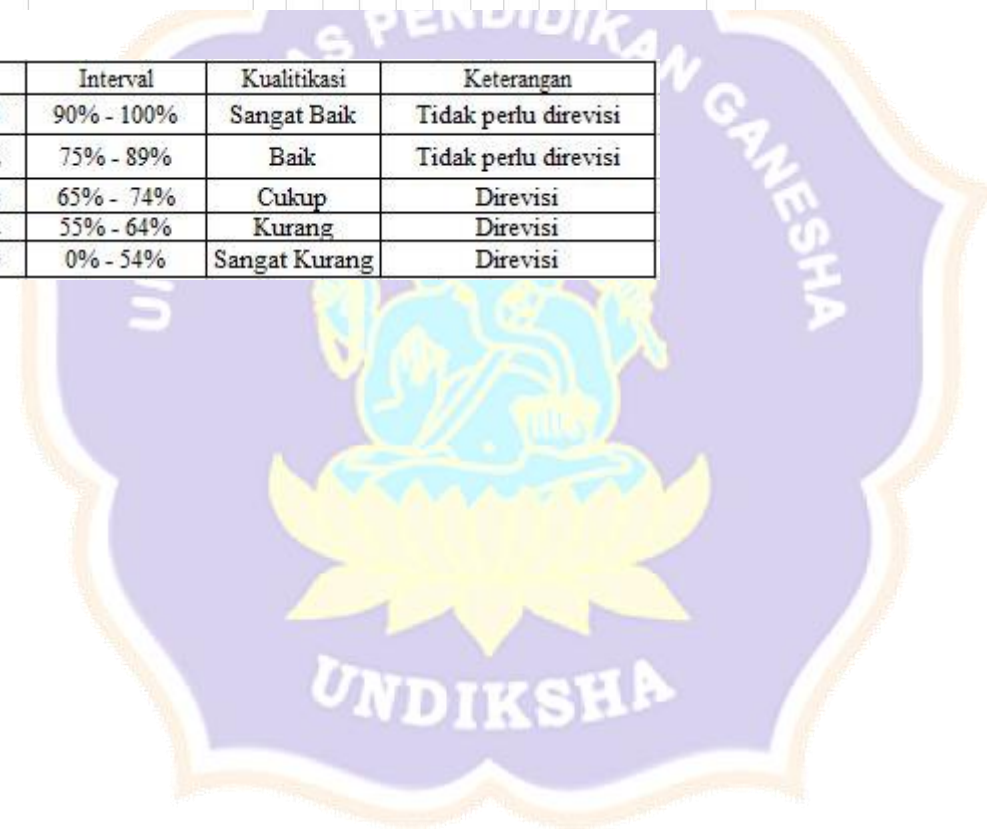 AS PENDIDIKAN GANESHA
Interval Kualitikasi Keterangan
90% - 100% Sangat Baik Tidak perlu direvisi
75% - 89% Baik Tidak perlu direvisi
65% - 74% Cukup Direvisi
55% - 64% Kurang Direvisi
0% - 54% Sangat Kurang Direvisi
UNDIKSHA